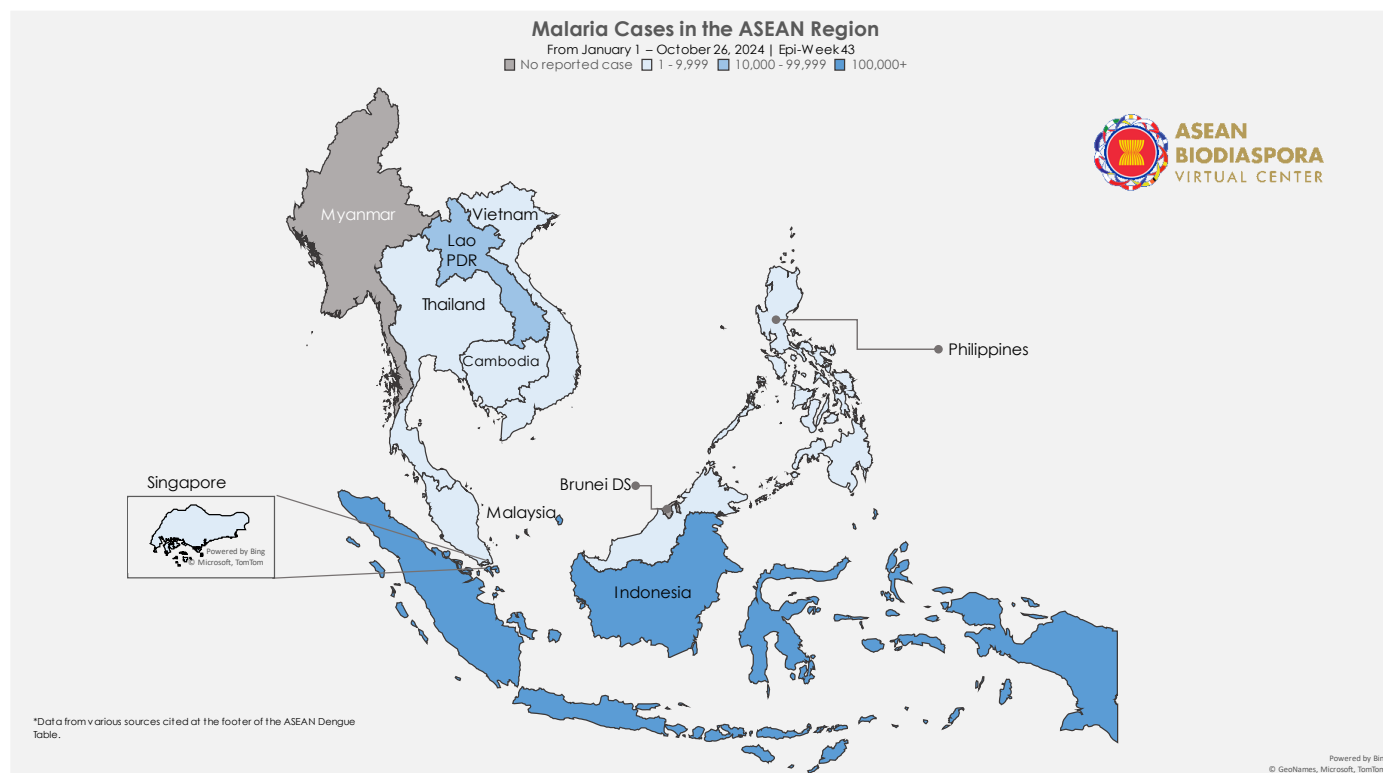 Malaria Cases in the ASEAN Region
From January 1 – October 26, 2024 | Epi-Week 43
No reported case 1 - 9,999 10,000 - 99,999 100,000+
ASEAN
BIODIASPORA
VIRTUAL CENTER
Myanmar
Vietnam
Lao
PDR
Thailand
Cambodia
Philippines
Singapore
Brunei DS
Malaysia
Powered by Bing
© Microsoft, TomTom
Indonesia
*Data from various sources cited at the footer of the ASEAN Dengue
Table.
Powered by Bin
© GeoNames, Microsoft, TomTom